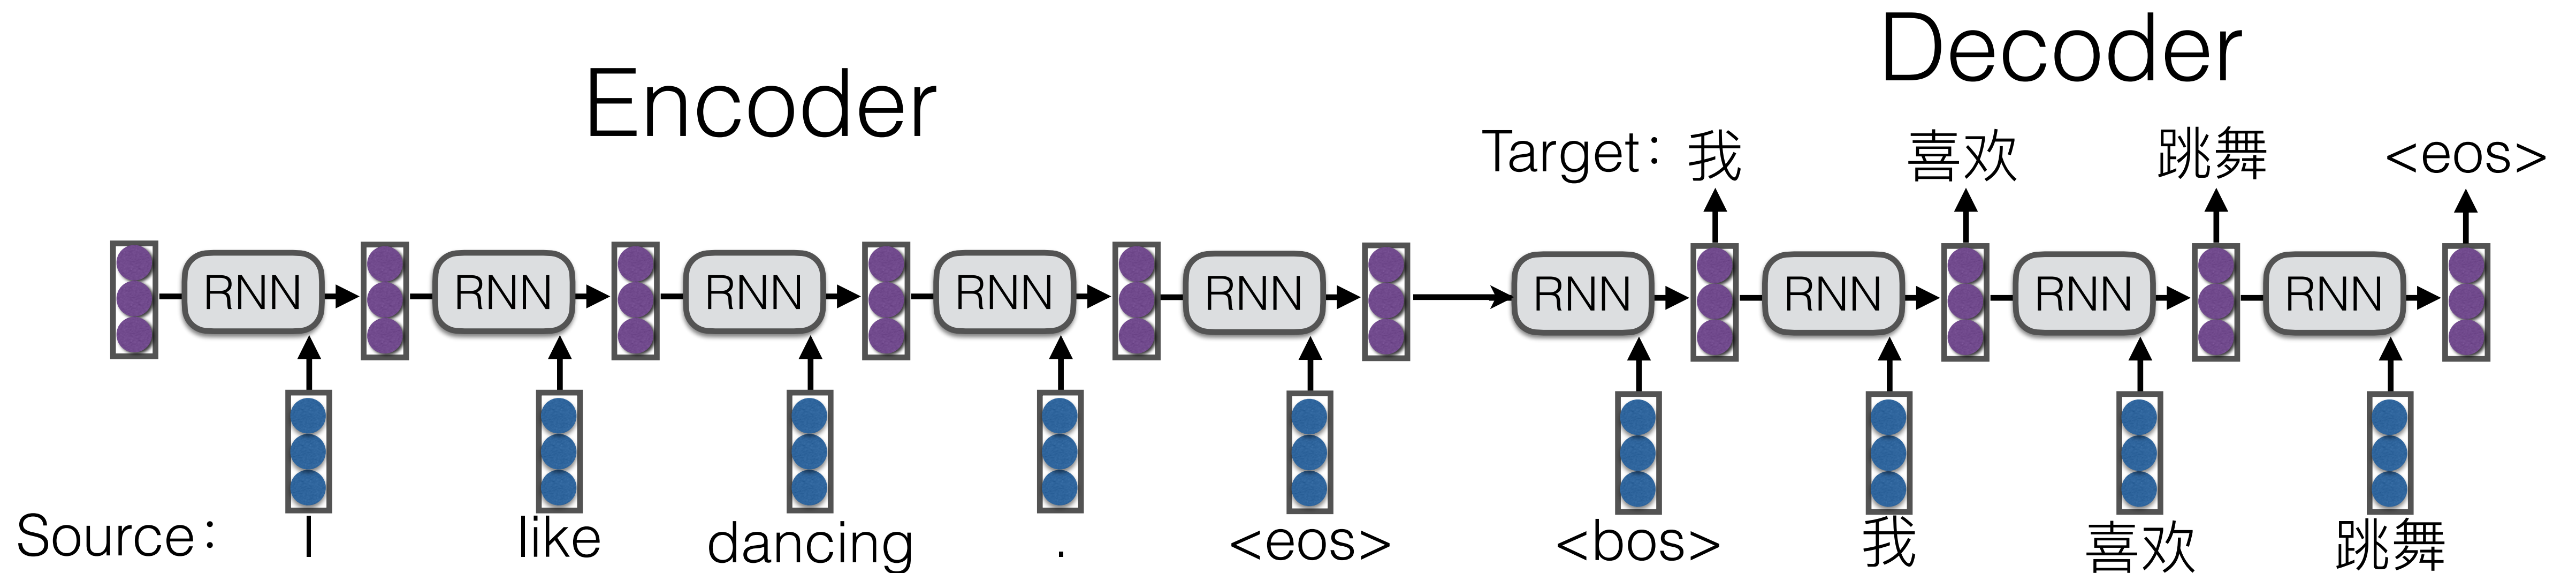 Encoder
Decoder
Target: 我 喜欢 跳舞 <eos>
RNN RNN RNN RNN RNN RNN RNN RNN RNN
Source: I like dancing . <eos> <bos> 我 喜欢 跳舞